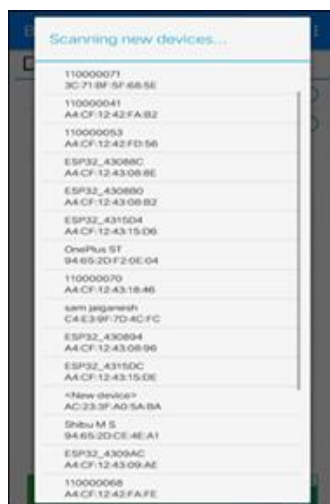 Scanning new devices...
110000071
3C:71:BF:5F:68:5E
110000041
A4:CF:12:42:FA:B2
110000053
A4:CF:12:42:FD:56
ESP32_43088C
A4:CF:12:43:08:8E
ESP32_4308B0
A4:CF:12:43:08:B2
ESP32_4315D4
A4:CF:12:43:15:D6
OnePlus ST
94:65:2D:F2:0E:04
110000070
A4:CF:12:43:18:46
sam jaiganesh
C4:E3:9F:7D:4C:FC
ESP32_430894
A4:CF:12:43:08:96
ESP32_4315DC
A4:CF:12:43:15:DE
<New device>
AC:23:3F:A0:5A:BA
Shibu M S
94:65:2D:CE:4E:A1
ESP32_4309AC
A4:CF:12:43:09:AE
110000068
A4:CF:12:42:FA:FE